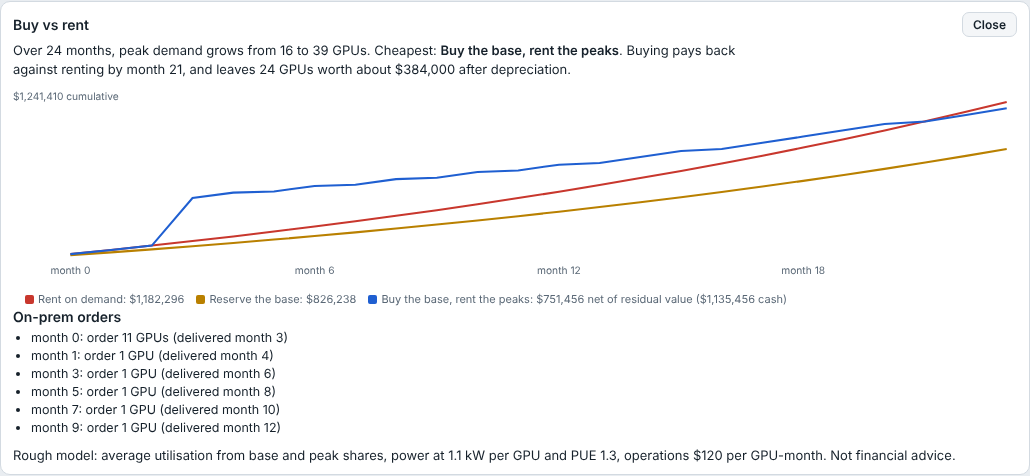 Buy vs rent
Close
Over 24 months, peak demand grows from 16 to 39 GPUs. Cheapest: Buy the base, rent the peaks. Buying pays back
against renting by month 21, and leaves 24 GPUs worth about $384,000 after depreciation.
$1,241,410 cumulative
month 0 month 6 month 12 month 18
Rent on demand: $1,182,296 Reserve the base: $826,238 Buy the base, rent the peaks: $751,456 net of residual value ($1,135,456 cash)
On-prem orders
• month 0: order 11 GPUs (delivered month 3)
• month 1: order 1 GPU (delivered month 4)
• month 3: order 1 GPU (delivered month 6)
• month 5: order 1 GPU (delivered month 8)
• month 7: order 1 GPU (delivered month 10)
• month 9: order 1 GPU (delivered month 12)
Rough model: average utilisation from base and peak shares, power at 1.1 kW per GPU and PUE 1.3, operations $120 per GPU-month. Not financial advice.